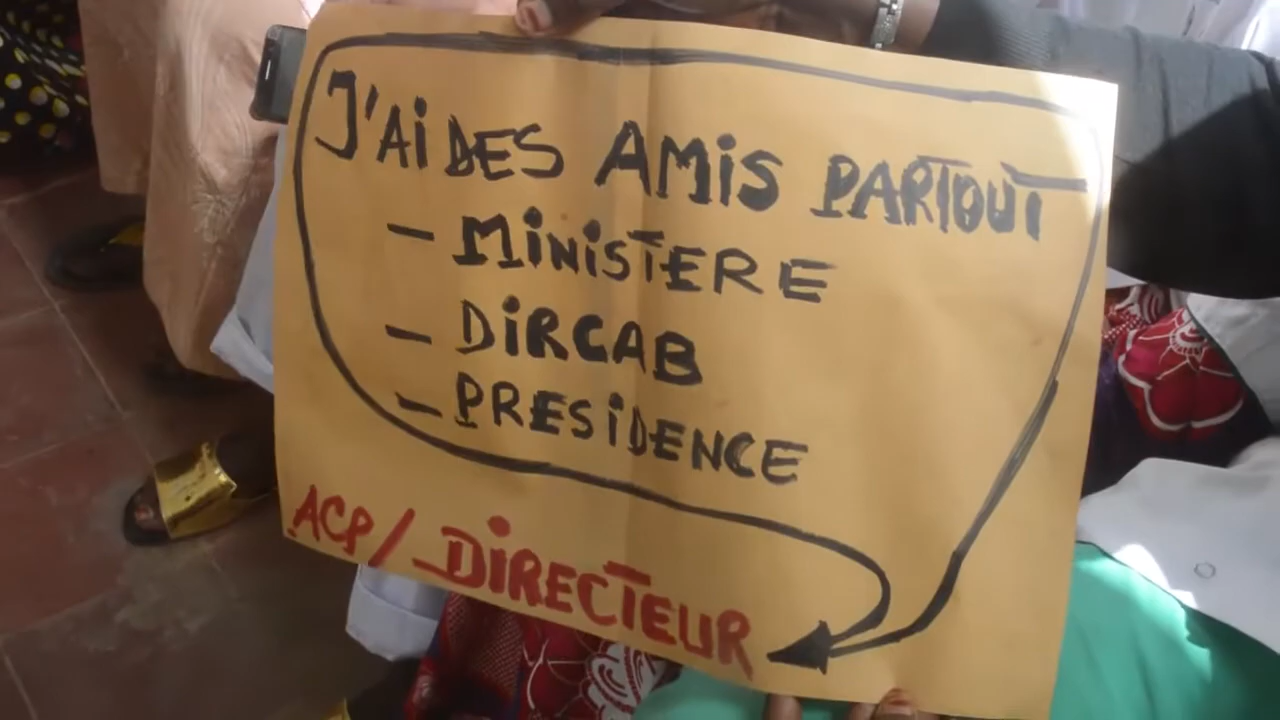 J'Ai DES AMiS PARTOUT
- MiNiSTERE
- DiRCAB
- PRESiDENCE
ACP/ DiRECTEUR